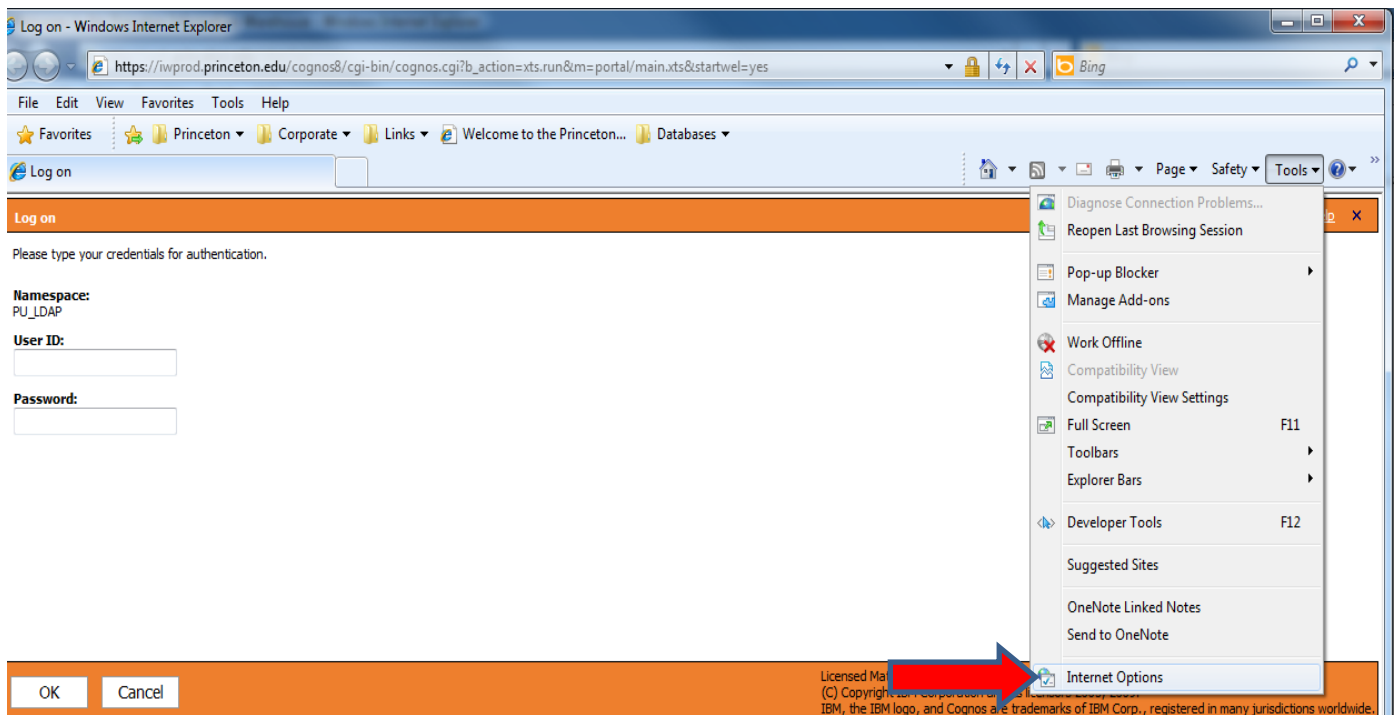 Log on - Windows Internet Explorer
https://iwprod.princeton.edu/cognos8/cgi-bin/cognos.cgi?b_action=xts.run&m=portal/main.xts&startwel=yes
Bing
File Edit View Favorites Tools Help
Favorites Princeton Corporate Links Welcome to the Princeton... Databases
Log on
Page Safety Tools
Log on
Please type your credentials for authentication.
Namespace:
PU_LDAP
User ID:
Password:
OK Cancel
Diagnose Connection Problems...
Reopen Last Browsing Session
Pop-up Blocker
Manage Add-ons
Work Offline
Compatibility View
Compatibility View Settings
Full Screen F11
Toolbars
Explorer Bars
Developer Tools F12
Suggested Sites
OneNote Linked Notes
Send to OneNote
Internet Options
Licensed
(C) Copyright
IBM, the IBM logo, and Cognos are trademarks of IBM Corp., registered in many jurisdictions worldwide.